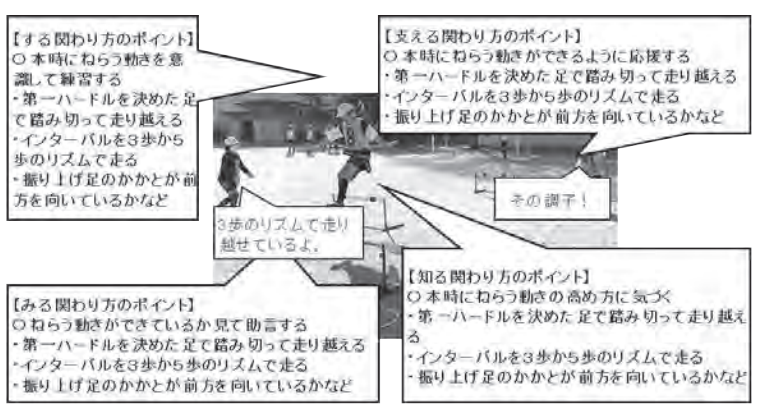 【する関わり方のポイント】
○本時にねらう動きを意
識して練習する
・第一ハードルを決めた足
で踏み切って走り越える
・インターバルを3歩から5
歩のリズムで走る
・振り上げ足のかかとが前
方を向いているかなど
【支える関わり方のポイント】
○本時にねらう動きができるように応援する
・第一ハードルを決めた足で踏み切って走り越える
・インターバルを3歩から5歩のリズムで走る
・振り上げ足のかかとが前方を向いているかなど
その調子！
3歩のリズムで走り
越せているよ。
【みる関わり方のポイント】
○ねらう動きができているか見て助言する
・第一ハードルを決めた足で踏み切って走り越える
・インターバルを3歩から5歩のリズムで走る
・振り上げ足のかかとが前方を向いているかなど
【知る関わり方のポイント】
○本時にねらう動きの高め方に気づく
・第一ハードルを決めた足で踏み切って走り越え
る
・インターバルを3歩から5歩のリズムで走る
・振り上げ足のかかとが前方を向いているかなど